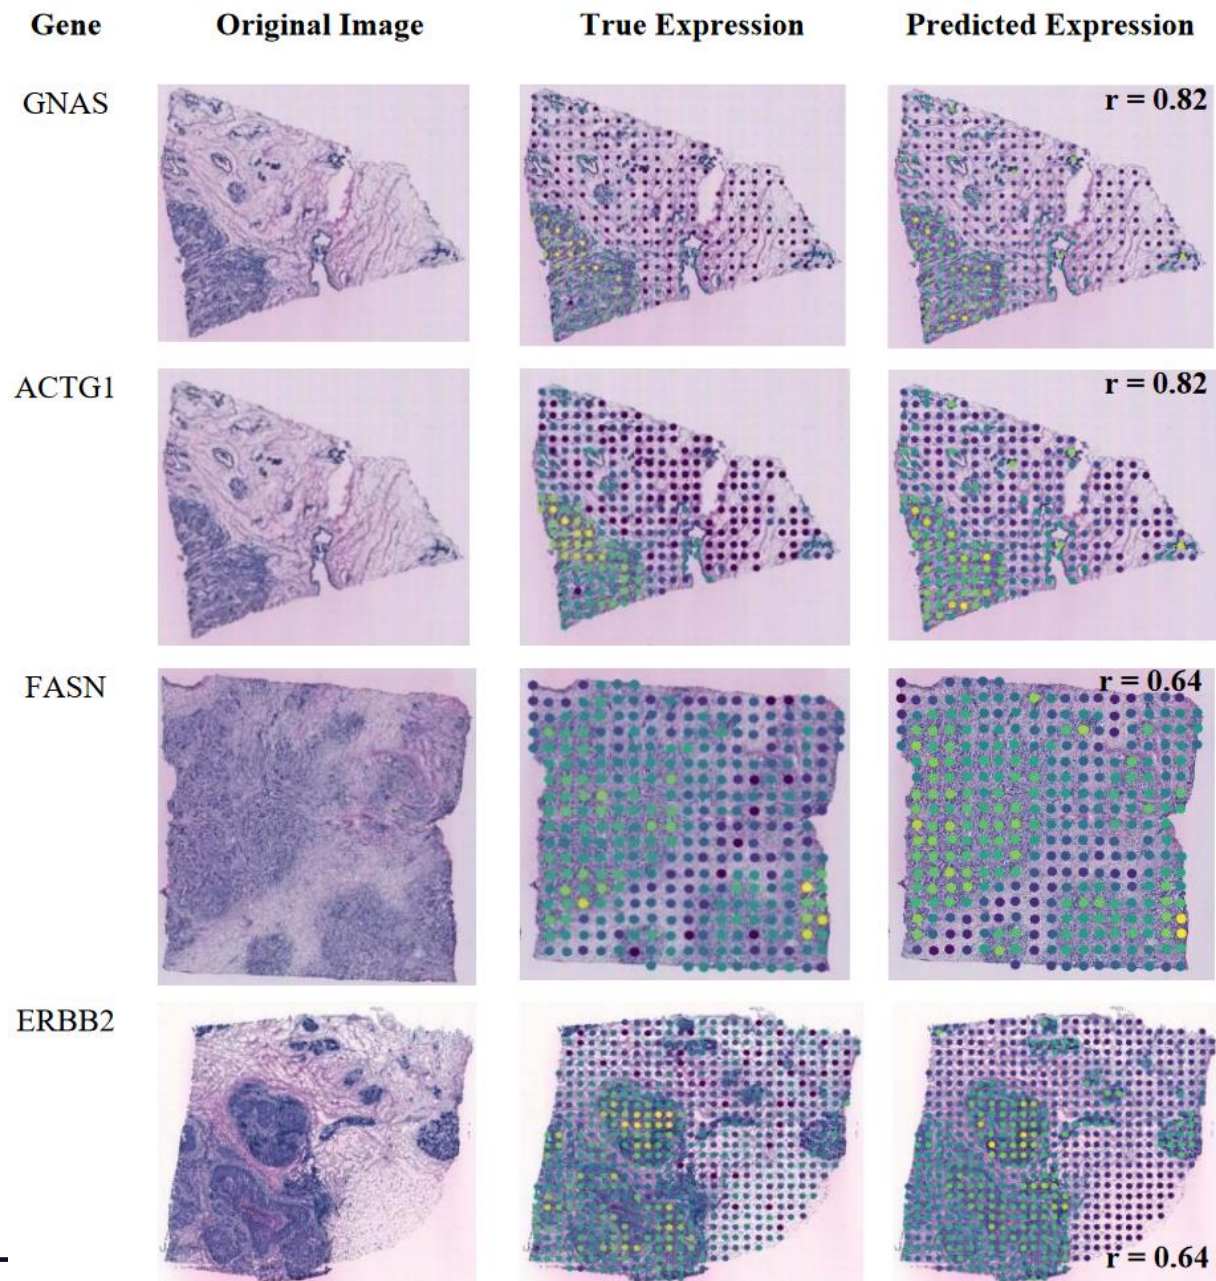 Gene Original Image True Expression Predicted Expression
GNAS r = 0.82
ACTG1 r = 0.82
FASN r = 0.64
ERBB2
r = 0.64